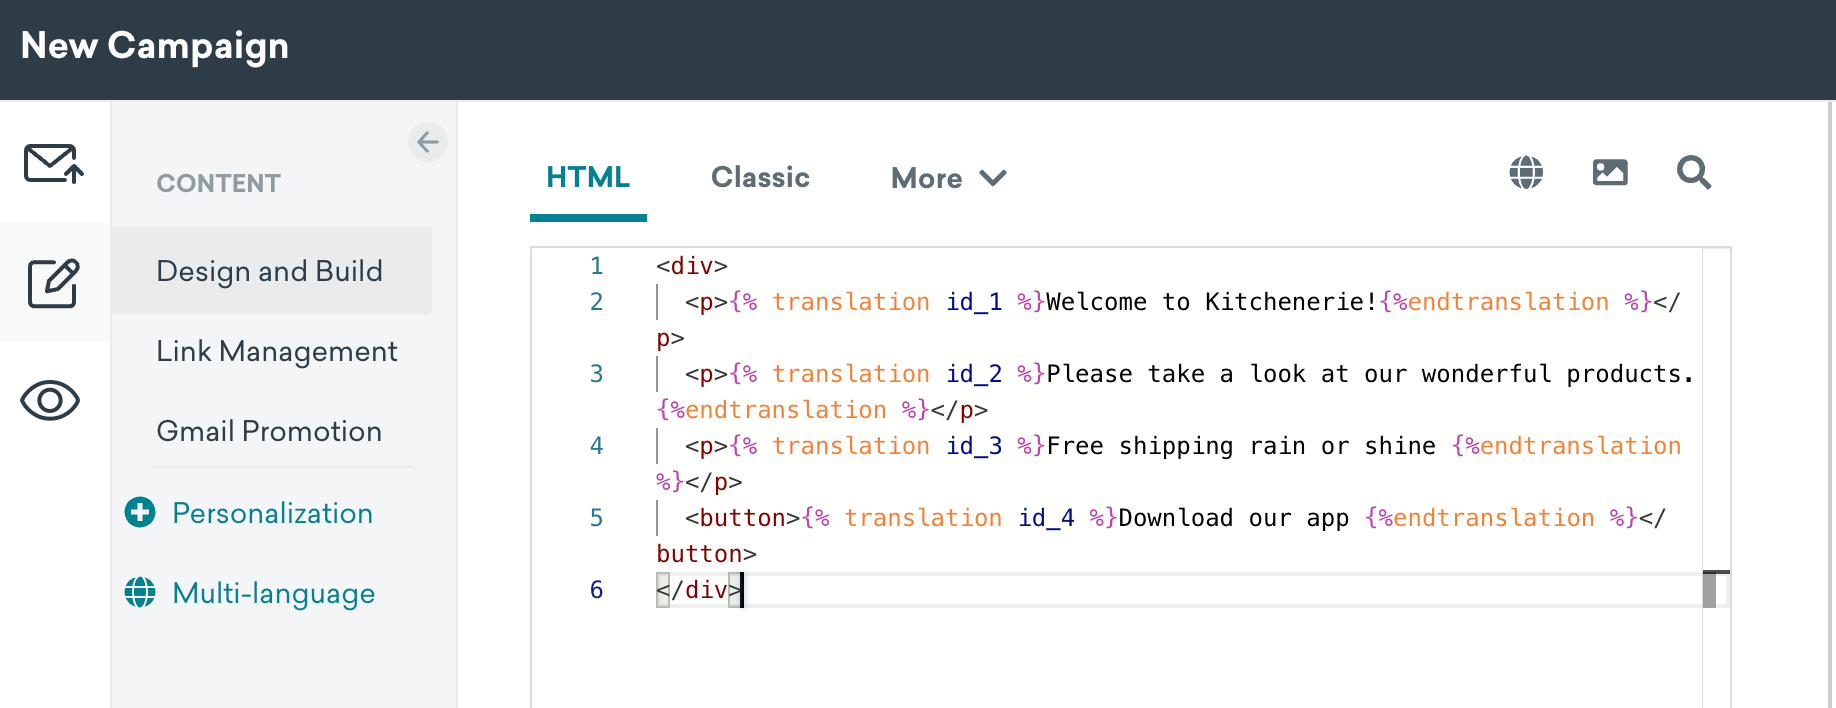 New Campaign
CONTENT
Design and Build
Link Management
Gmail Promotion
Personalization
Multi-language
HTML Classic More
1 <div>
2 <p>{% translation id_1 %}Welcome to Kitchenerie!{%endtranslation %}</
p>
3 <p>{% translation id_2 %}Please take a look at our wonderful products.
{%endtranslation %}</p>
4 <p>{% translation id_3 %}Free shipping rain or shine {%endtranslation
%}</p>
5 <button>{% translation id_4 %}Download our app {%endtranslation %}</
button>
6 </div>